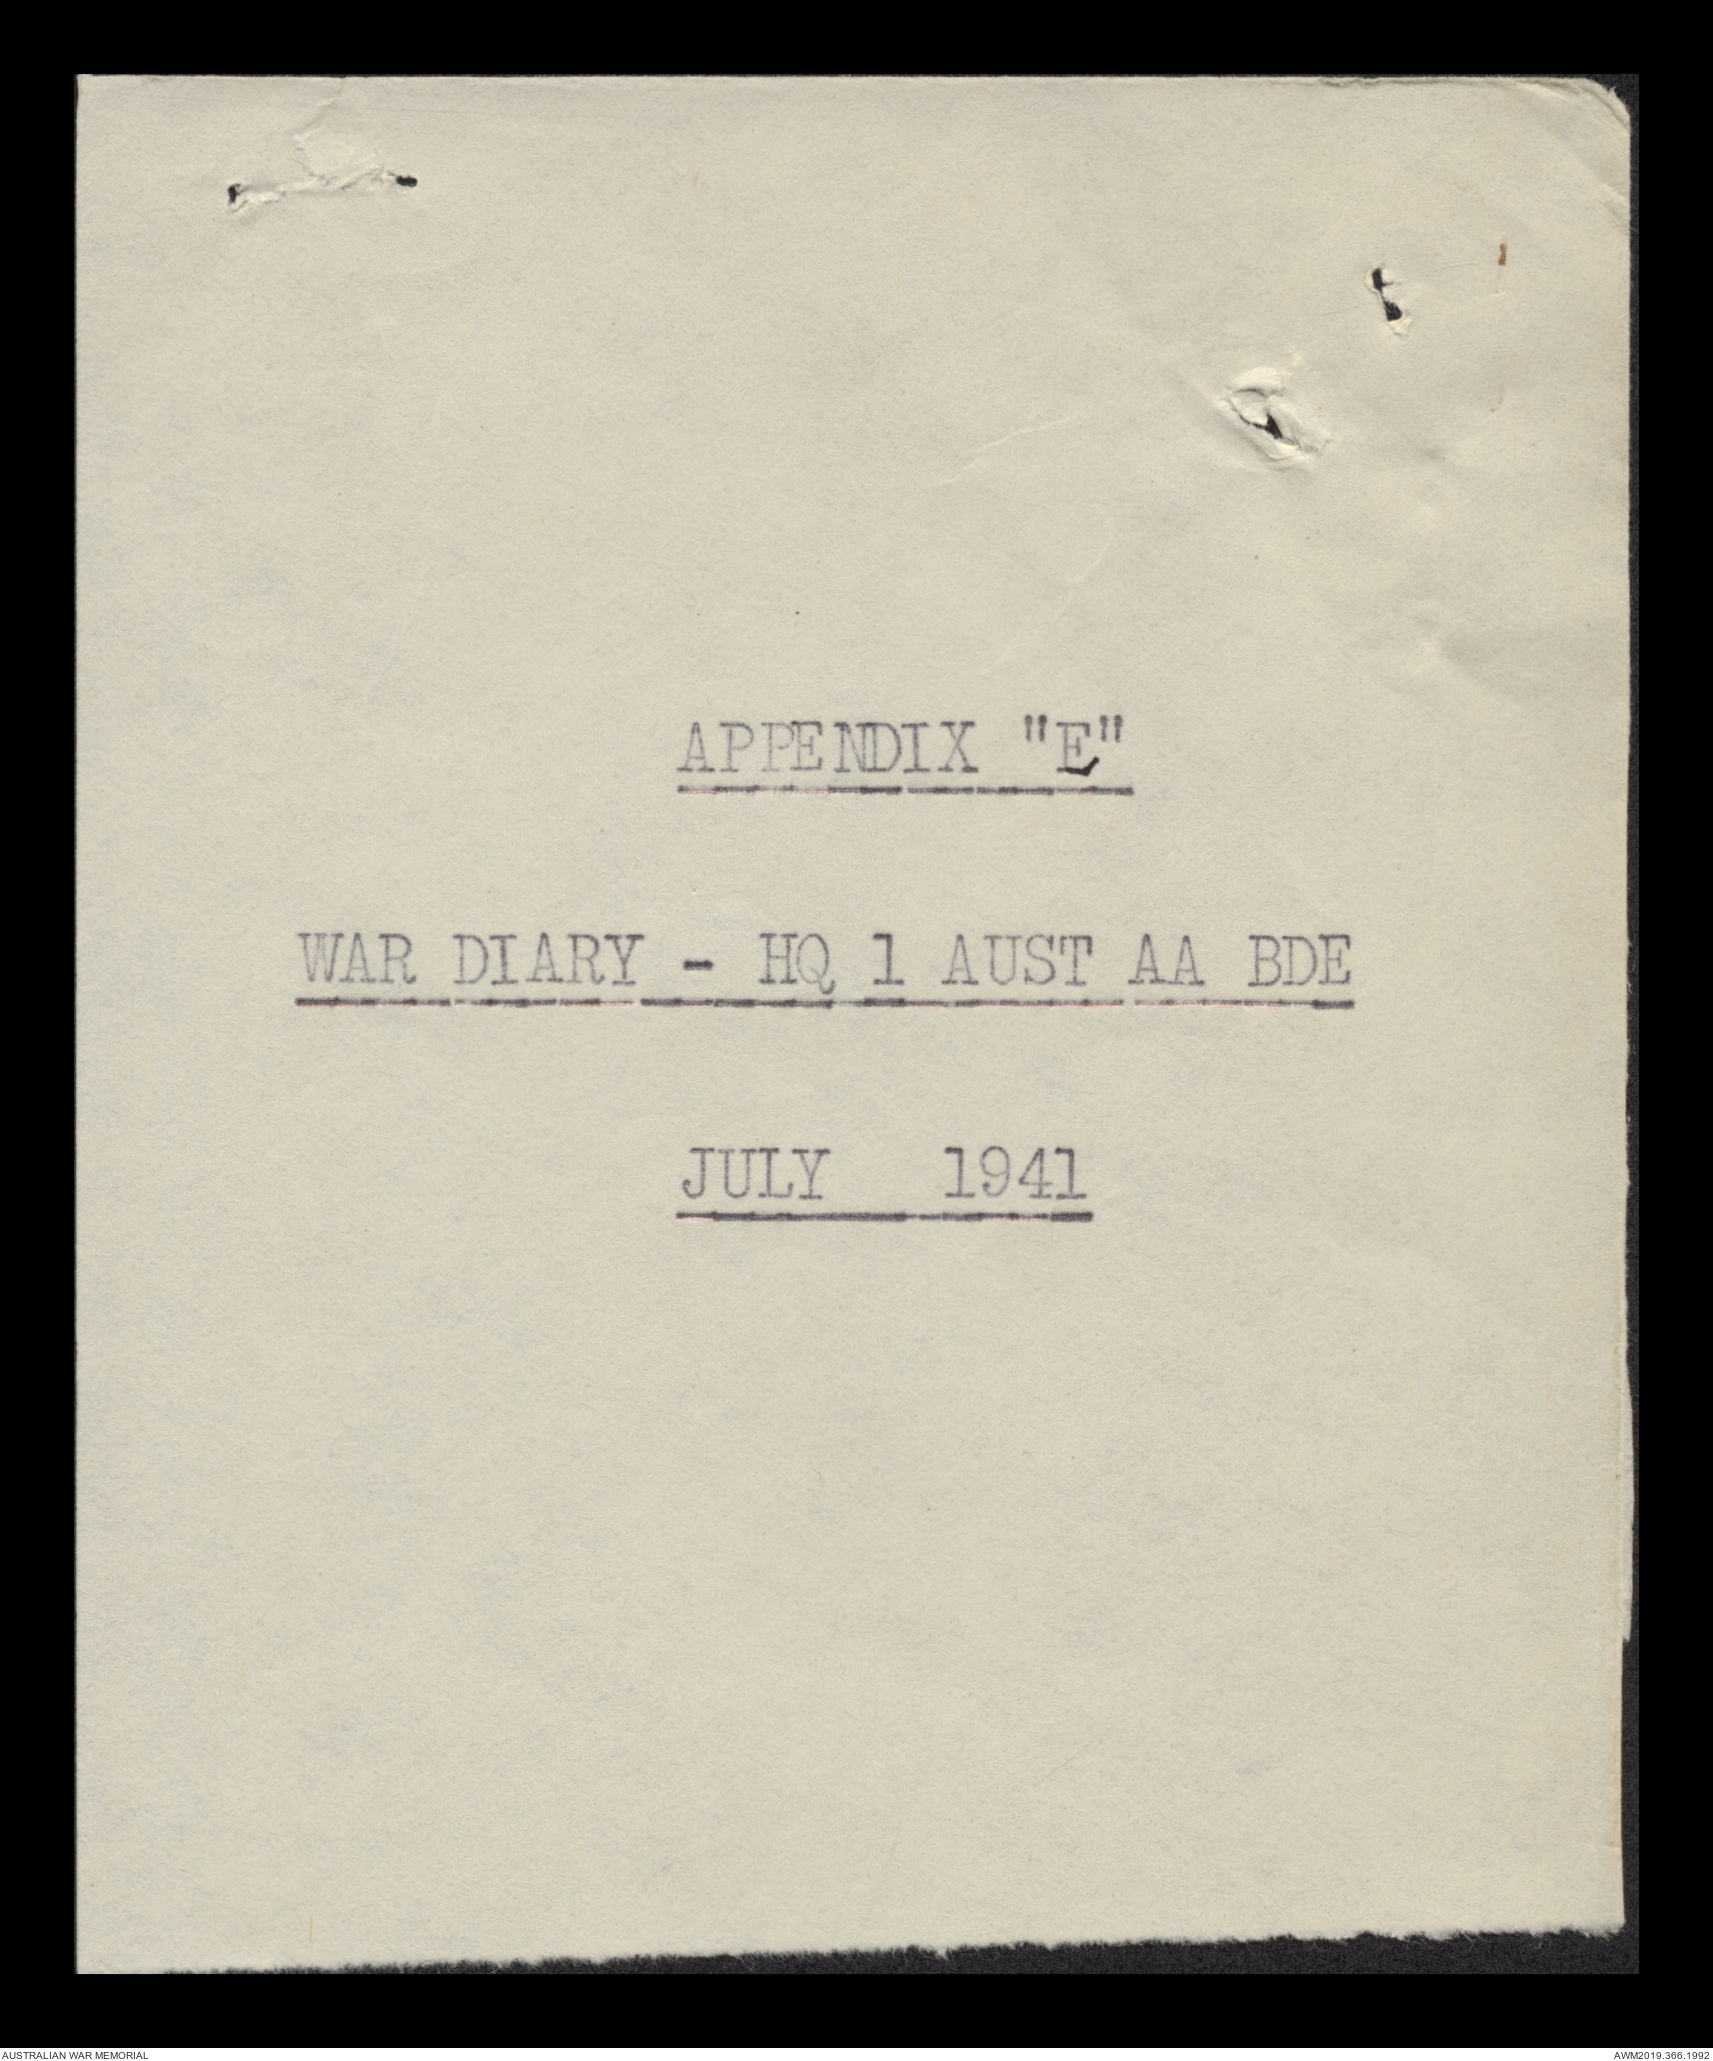 APPENDIX "E"
WAR DIARY - HQ 1 AUST AA BDE
JULY 1941
AUSTRALIAN WAR MEMORIAL
AWM2019.366.1992